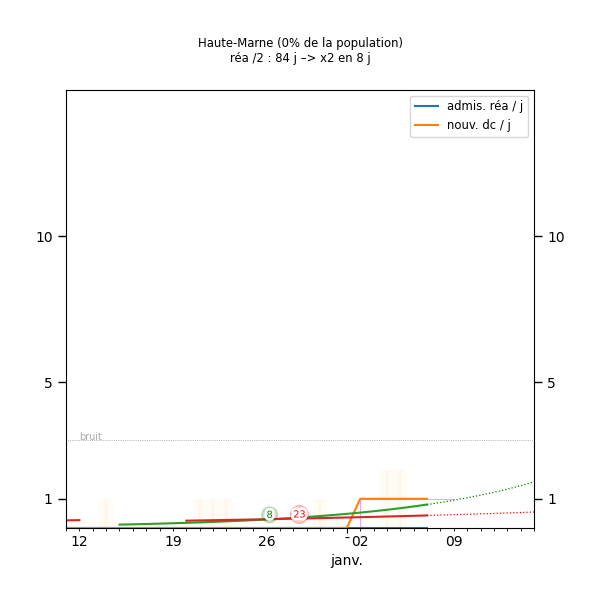 Haute-Marne (0% de la population)
réa /2 : 84 j –> x2 en 8 j
admis. réa / j
nouv. dc / j
10
10
5
5
bruit
1
1
8
23
12
19
26
02
09
janv.